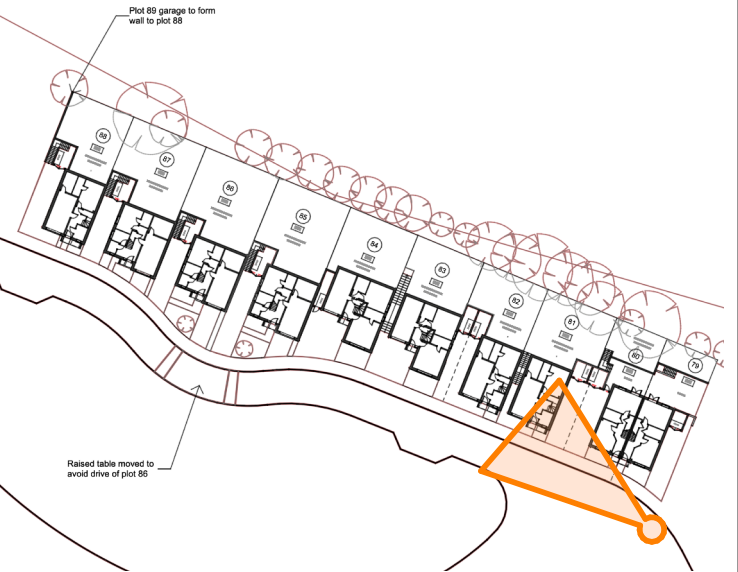 Plot 89 garage to form
wall to plot 88
88
87
86
85
84
83
82
81
80
79
Raised table moved to
avoid drive of plot 86